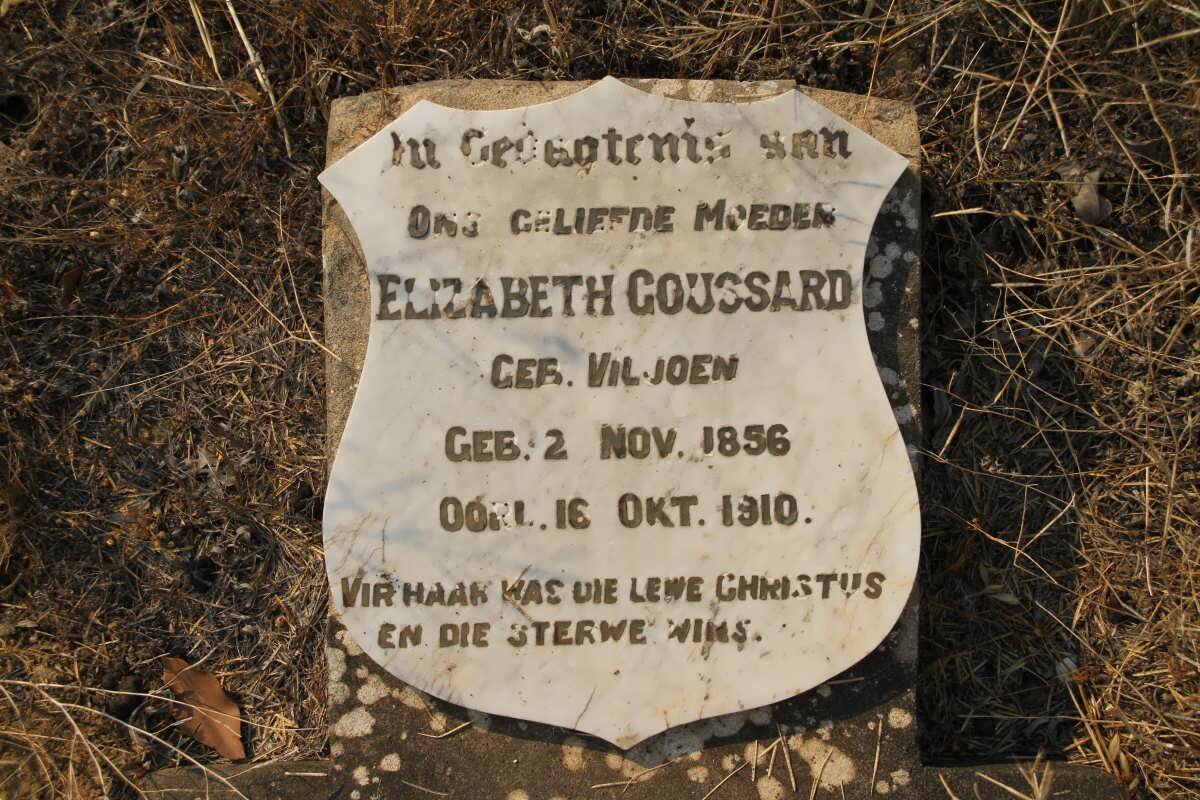 In Gedagtenis aan
ONS GELIEFDE MOEDER
ELIZABETH GOUSSARD
GEB. VILJOEN
GEB. 2 NOV. 1856
OORL. 16 OKT. 1910.
VIR HAAR WAS DIE LEWE CHRISTUS
EN DIE STERWE WINS.